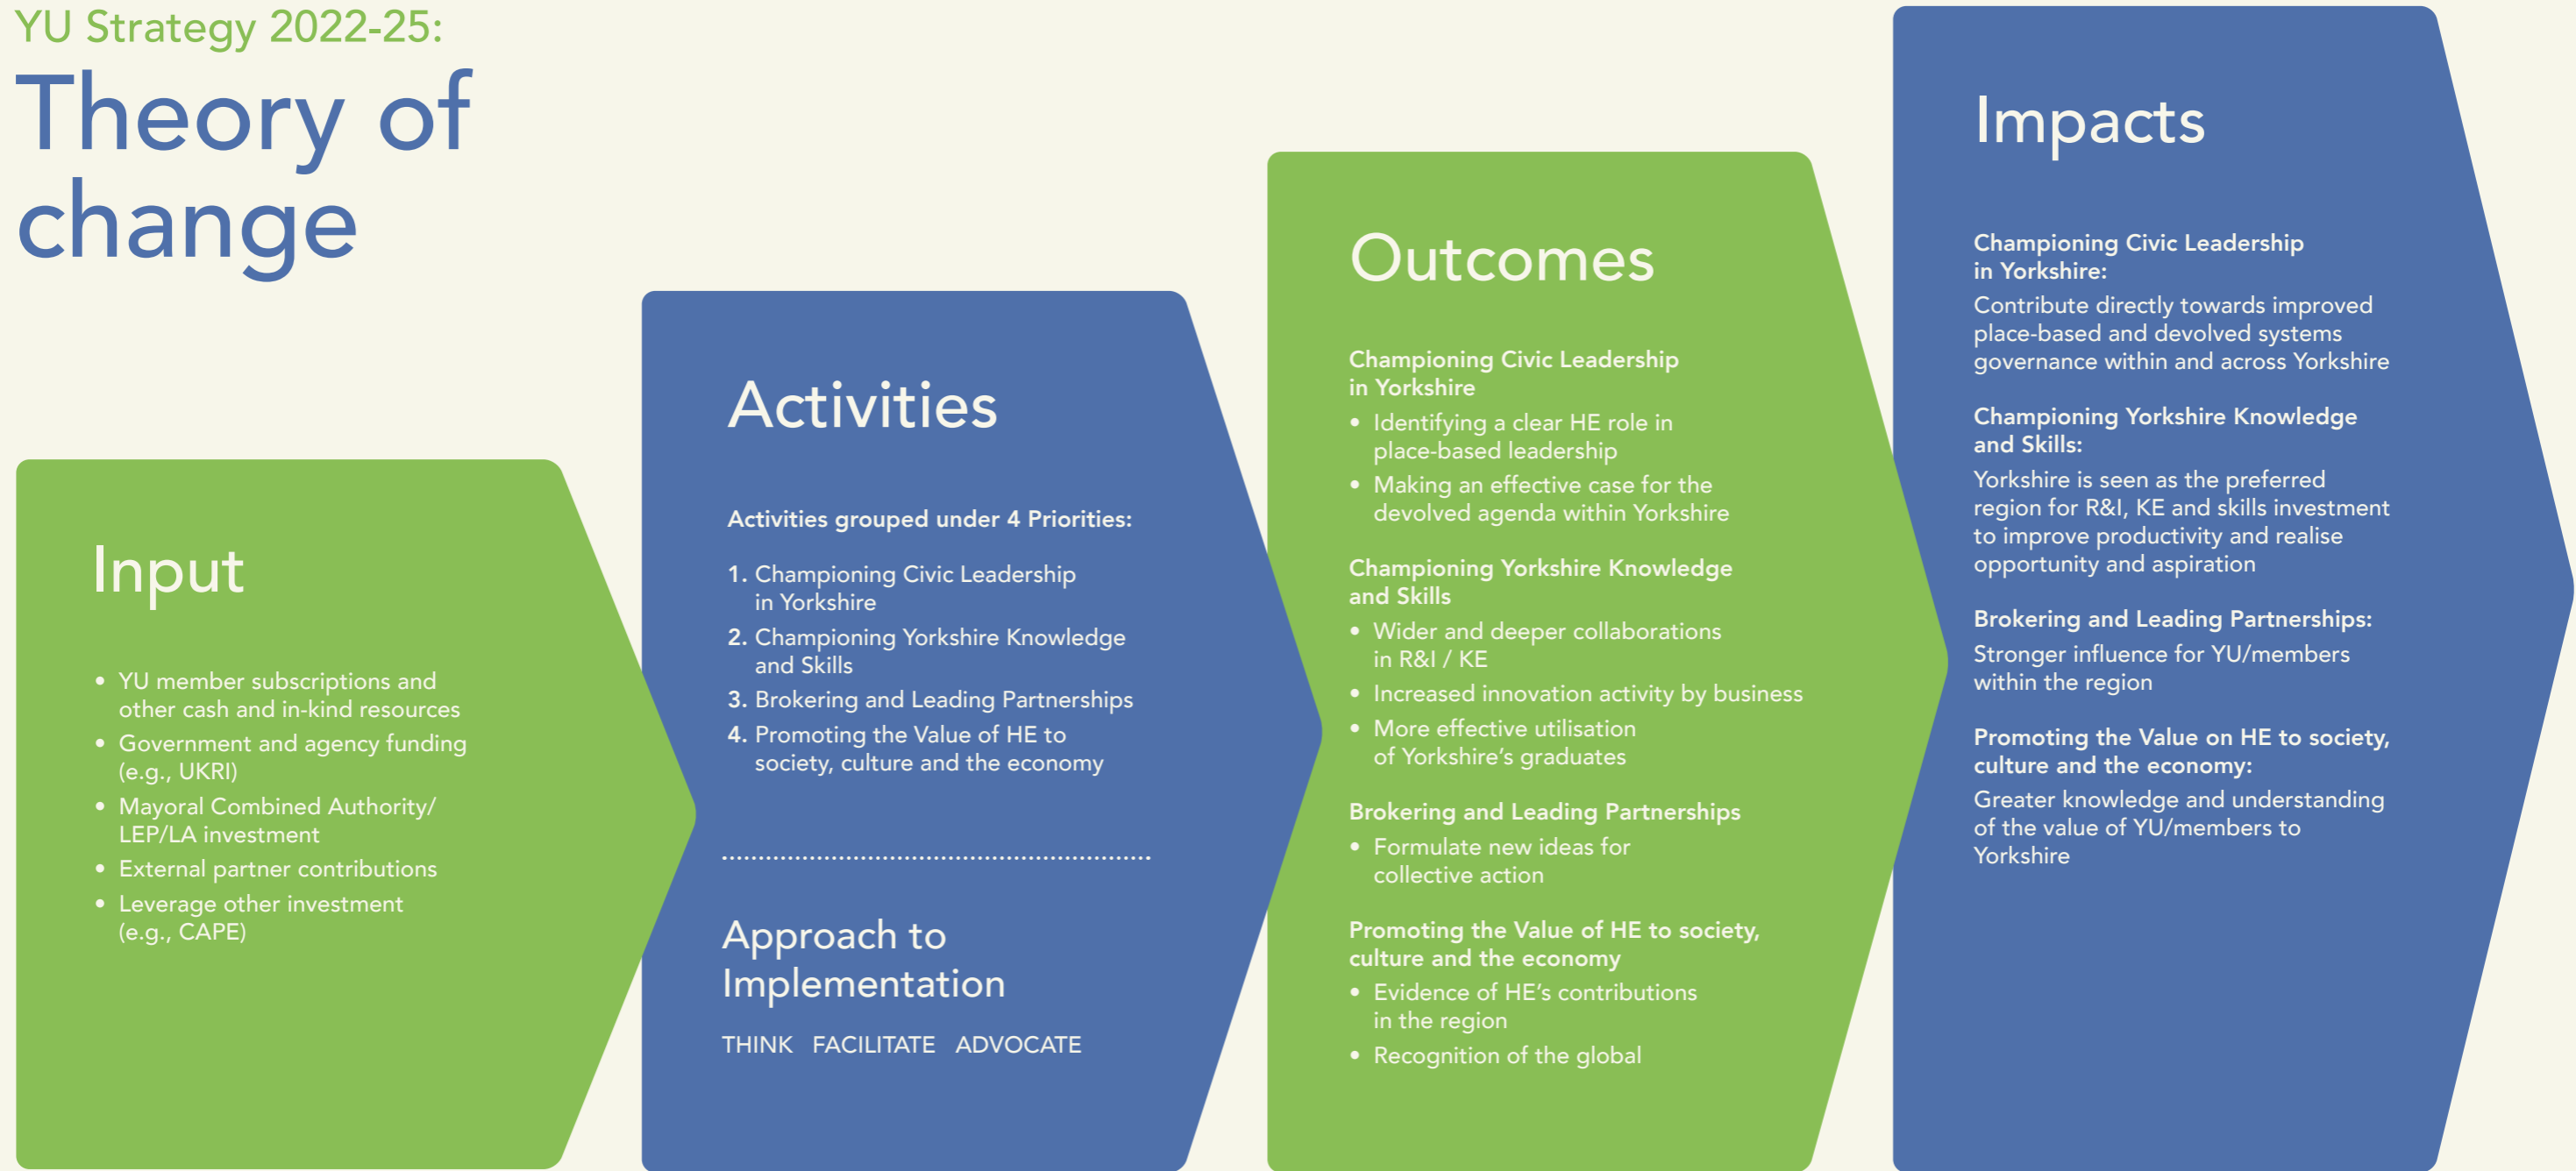 YU Strategy 2022-25:
Theory of
change
Input
• YU member subscriptions and
other cash and in-kind resources
• Government and agency funding
(e.g., UKRI)
• Mayoral Combined Authority/
LEP/LA investment
• External partner contributions
• Leverage other investment
(e.g., CAPE)
Activities
Activities grouped under 4 Priorities:
1. Championing Civic Leadership
in Yorkshire
2. Championing Yorkshire Knowledge
and Skills
3. Brokering and Leading Partnerships
4. Promoting the Value of HE to
society, culture and the economy
Approach to
Implementation
THINK FACILITATE ADVOCATE
Outcomes
Championing Civic Leadership
in Yorkshire
• Identifying a clear HE role in
place-based leadership
• Making an effective case for the
devolved agenda within Yorkshire
Championing Yorkshire Knowledge
and Skills
• Wider and deeper collaborations
in R&I / KE
• Increased innovation activity by business
• More effective utilisation
of Yorkshire's graduates
Brokering and Leading Partnerships
• Formulate new ideas for
collective action
Promoting the Value of HE to society,
culture and the economy
• Evidence of HE's contributions
in the region
• Recognition of the global
Impacts
Championing Civic Leadership
in Yorkshire:
Contribute directly towards improved
place-based and devolved systems
governance within and across Yorkshire
Championing Yorkshire Knowledge
and Skills:
Yorkshire is seen as the preferred
region for R&I, KE and skills investment
to improve productivity and realise
opportunity and aspiration
Brokering and Leading Partnerships:
Stronger influence for YU/members
within the region
Promoting the Value on HE to society,
culture and the economy:
Greater knowledge and understanding
of the value of YU/members to
Yorkshire